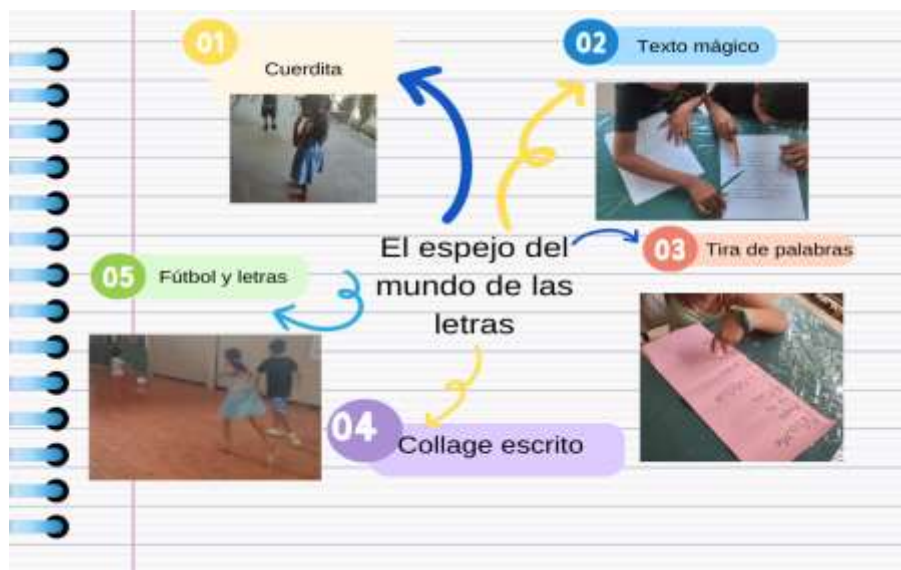 01
Cuerdita
02
Texto mágico
El espejo del
mundo de las
letras
03
Tira de palabras
05
Fútbol y letras
04
Collage escrito